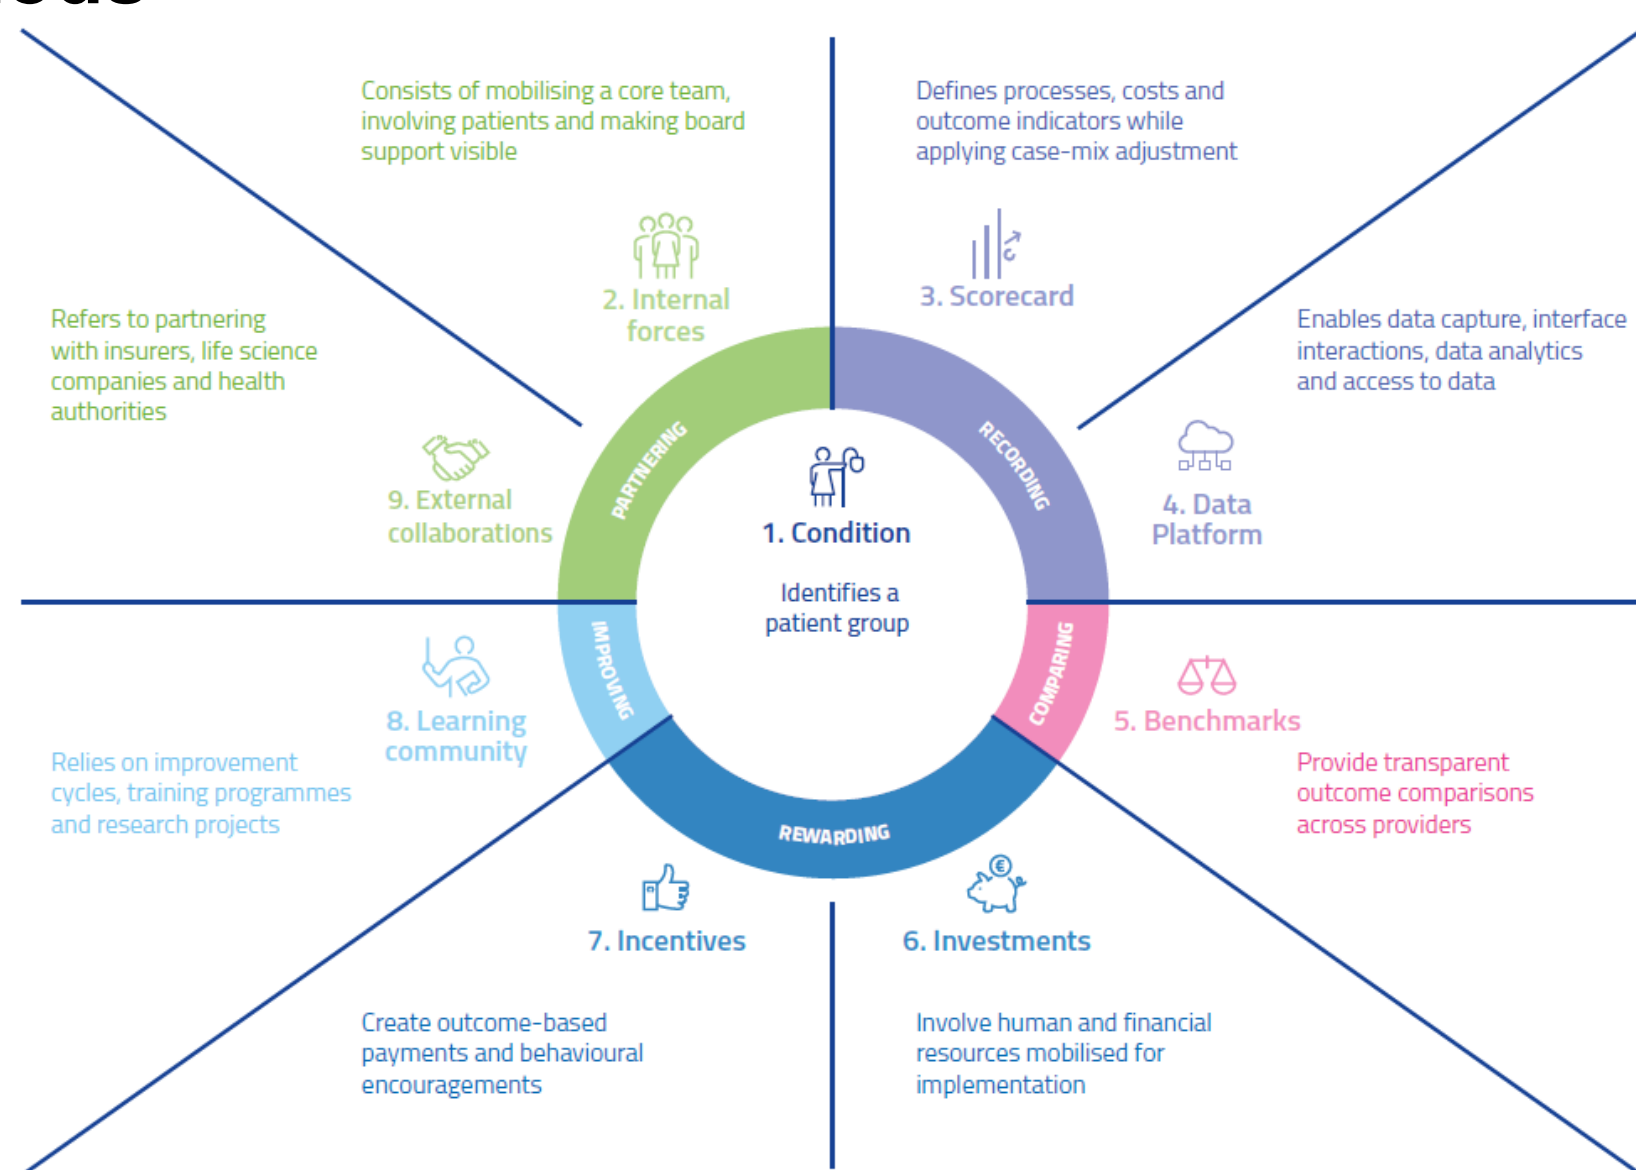 Consists of mobilising a core team,
involving patients and making board
support visible
2. Internal
forces
Defines processes, costs and
outcome indicators while
applying case-mix adjustment
3. Scorecard
Enables data capture, interface
interactions, data analytics
and access to data
4. Data
Platform
Refers to partnering
with insurers, life science
companies and health
authorities
9. External
collaborations
PARTNERING
RECORDING
1. Condition
Identifies a
patient group
IMPROVING
COMPARING
REWARDING
8. Learning
community
Relies on improvement
cycles, training programmes
and research projects
5. Benchmarks
Provide transparent
outcome comparisons
across providers
7. Incentives
Create outcome-based
payments and behavioural
encouragements
6. Investments
Involve human and financial
resources mobilised for
implementation